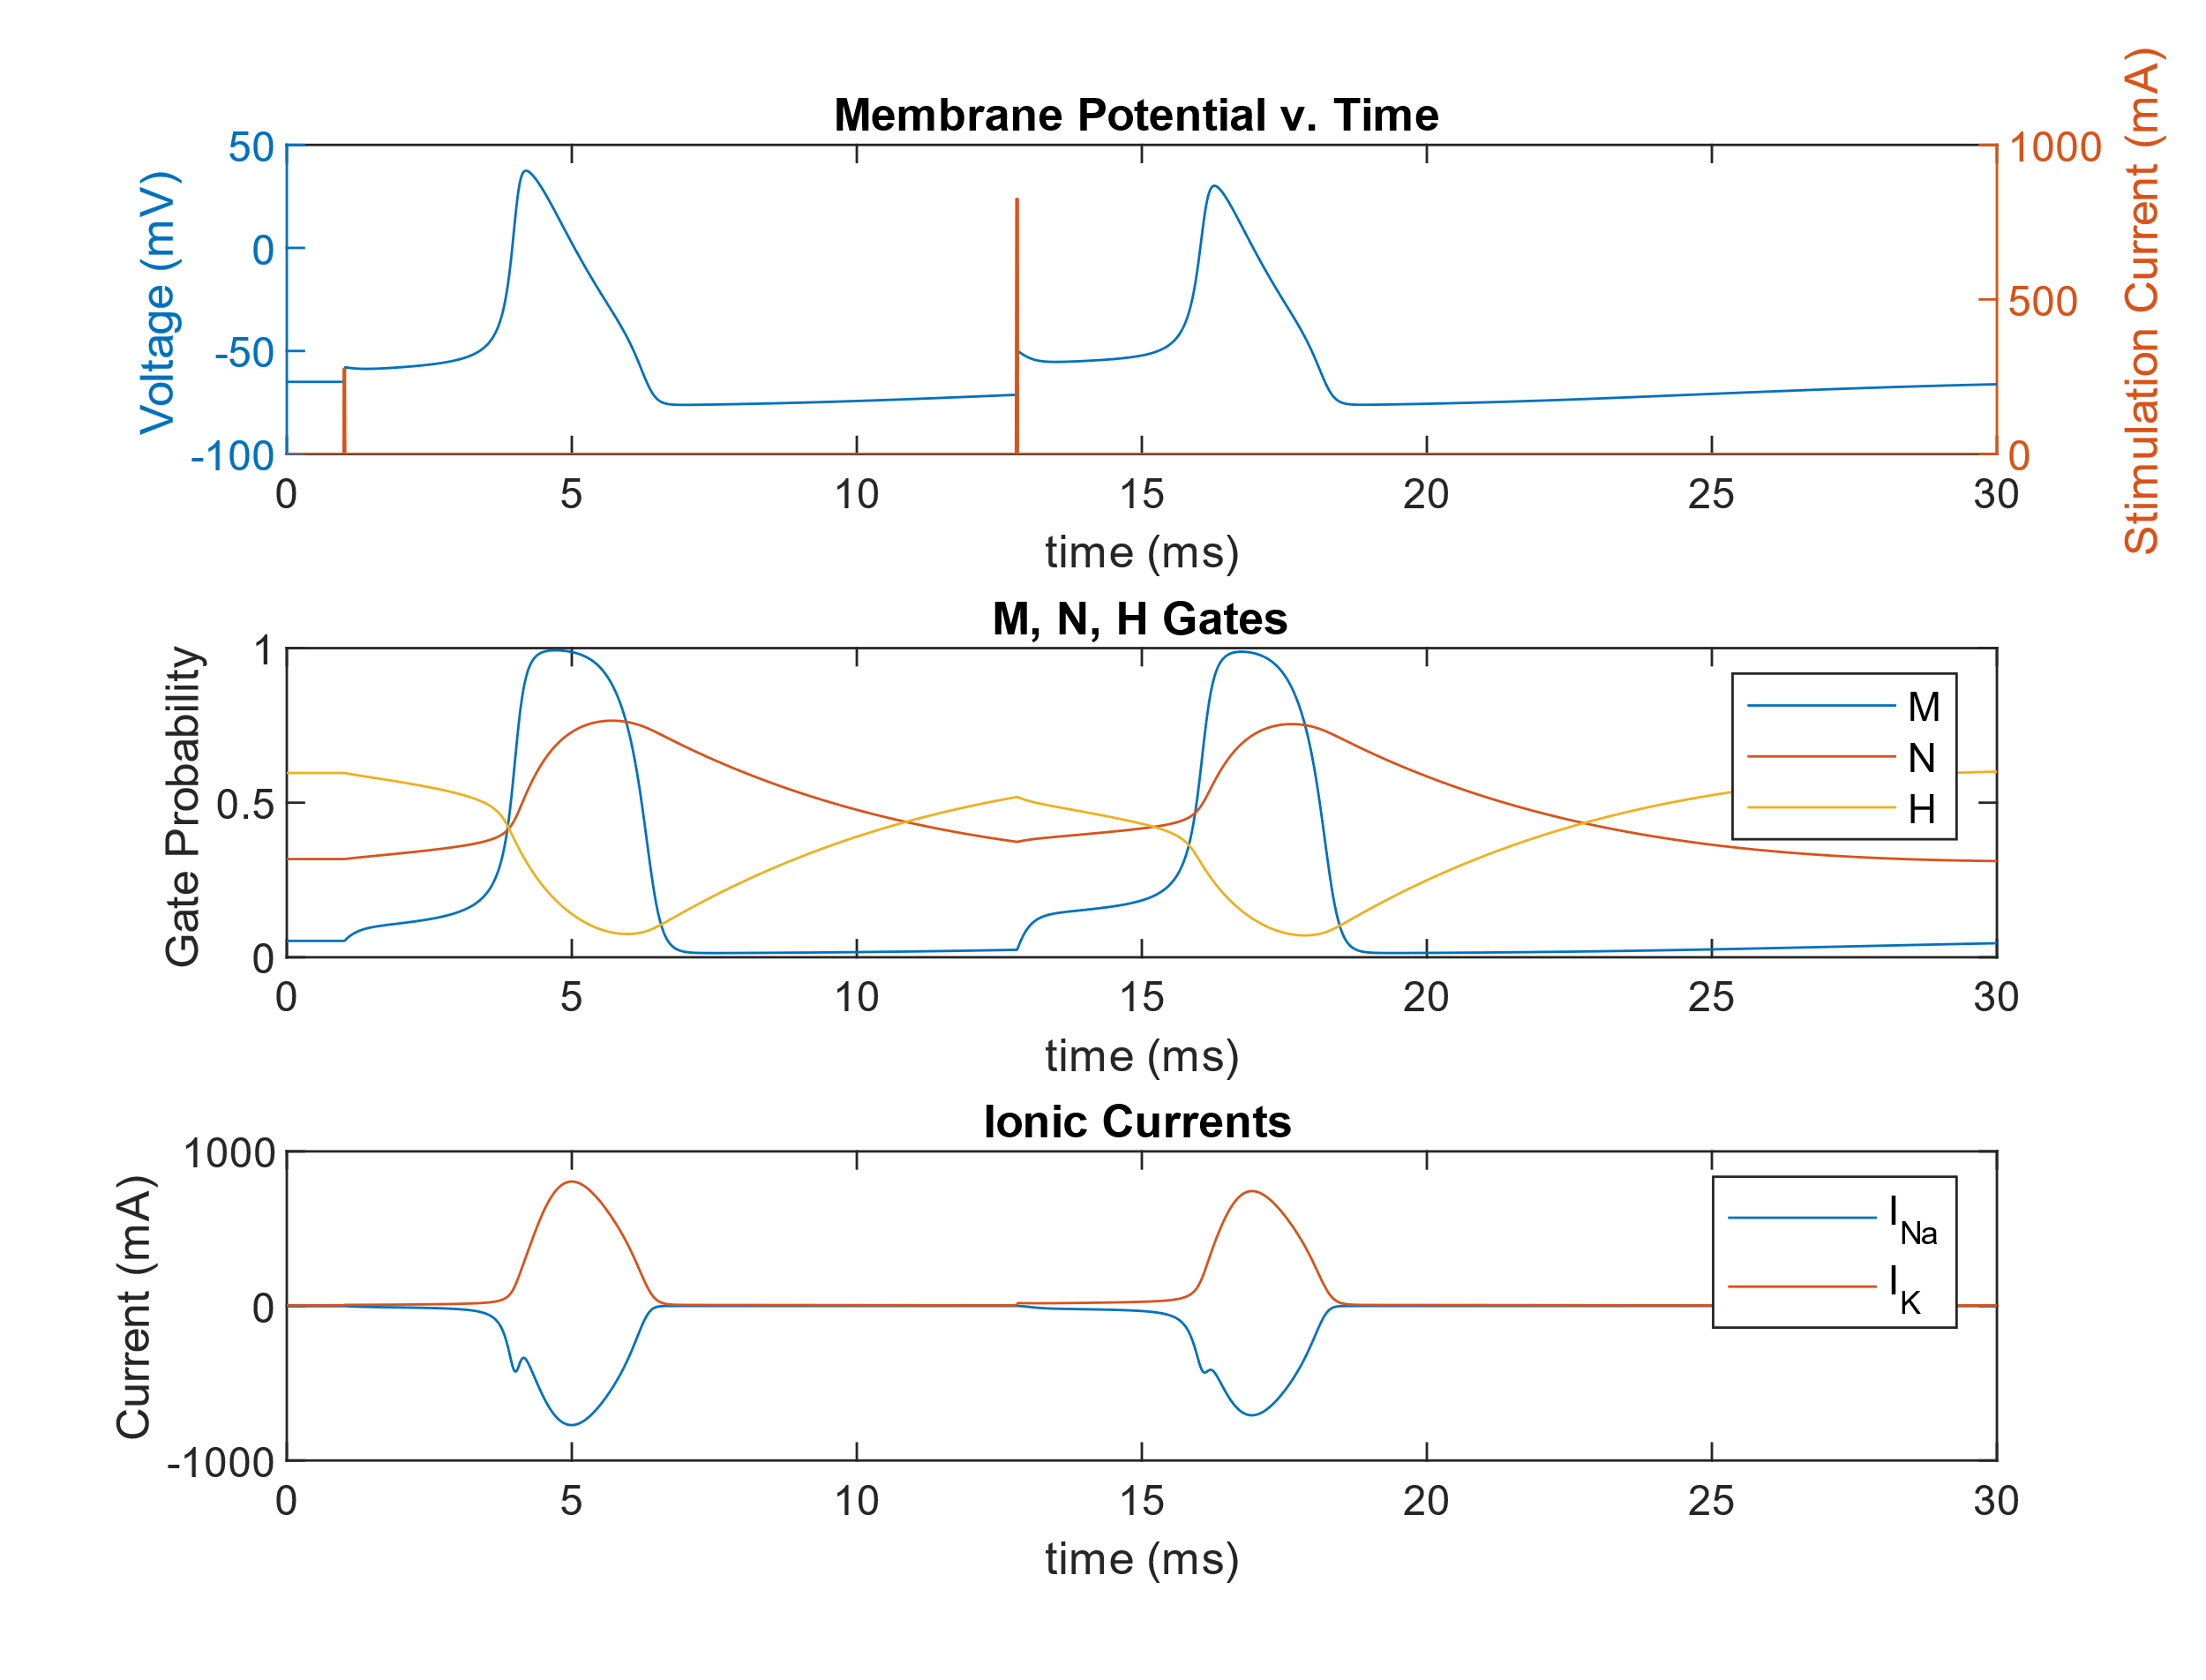 Membrane Potential v. Time
50
0
-50
-100
Voltage (mV)
1000
500
0
Stimulation Current (mA)
0 5 10 15 20 25 30
time (ms)
M, N, H Gates
1
0.5
0
Gate Probability
M
N
H
0 5 10 15 20 25 30
time (ms)
Ionic Currents
1000
0
-1000
Current (mA)
I_Na
I_K
0 5 10 15 20 25 30
time (ms)